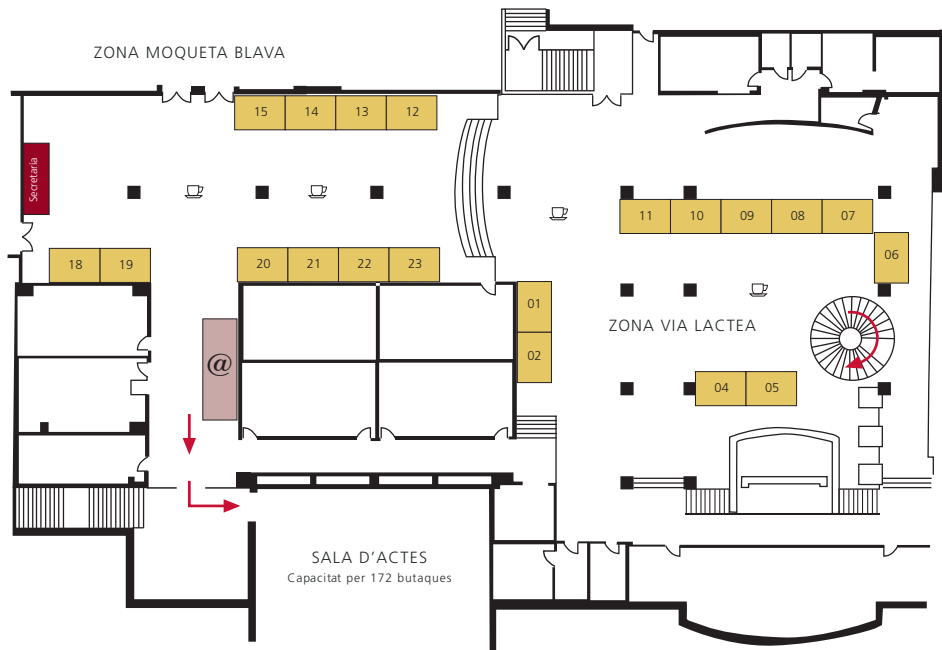 ZONA MOQUETA BLAVA
15 14 13 12
Secretaria
11 10 09 08 07
06
18 19
20 21 22 23
01
02
ZONA VIA LACTEA
@
04 05
SALA D'ACTES
Capacitat per 172 butaques